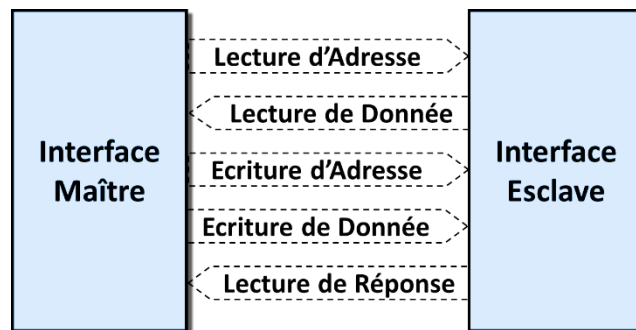 Interface
Maître
Lecture d'Adresse
Lecture de Donnée
Ecriture d'Adresse
Ecriture de Donnée
Lecture de Réponse
Interface
Esclave